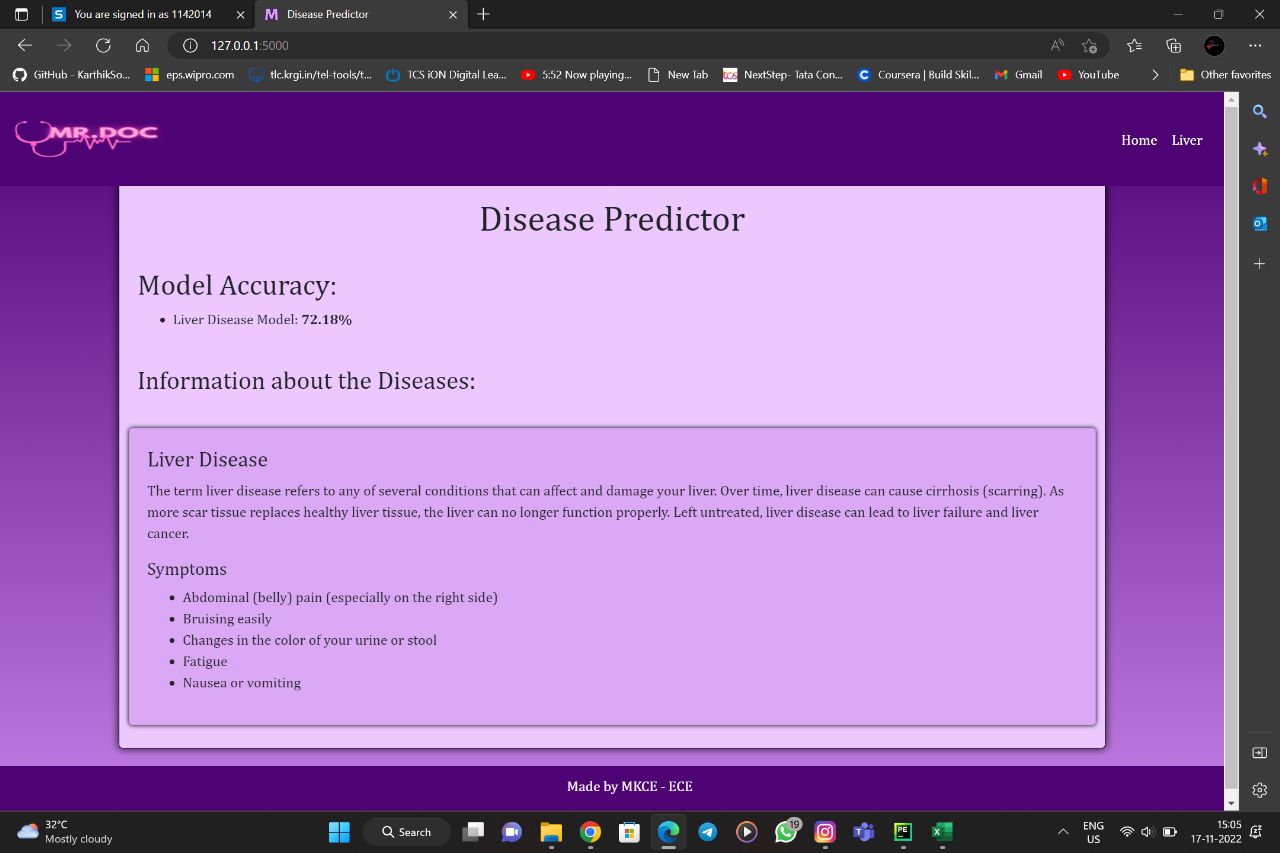 You are signed in as 1142014
Disease Predictor
127.0.0.1:5000
GitHub - KarthikSo...
eps.wipro.com
tlc.krgi.in/tel-tools/t...
TCS iON Digital Lea...
5:52 Now playing...
New Tab
NextStep- Tata Con...
Coursera | Build Skil...
Gmail
YouTube
Other favorites
MR.DOC
Home
Liver
Disease Predictor
Model Accuracy:
• Liver Disease Model: 72.18%
Information about the Diseases:
Liver Disease
The term liver disease refers to any of several conditions that can affect and damage your liver. Over time, liver disease can cause cirrhosis (scarring). As
more scar tissue replaces healthy liver tissue, the liver can no longer function properly. Left untreated, liver disease can lead to liver failure and liver
cancer.
Symptoms
• Abdominal (belly) pain (especially on the right side)
• Bruising easily
• Changes in the color of your urine or stool
• Fatigue
• Nausea or vomiting
Made by MKCE - ECE
32°C
Mostly cloudy
Search
19
ENG
US
15:05
17-11-2022